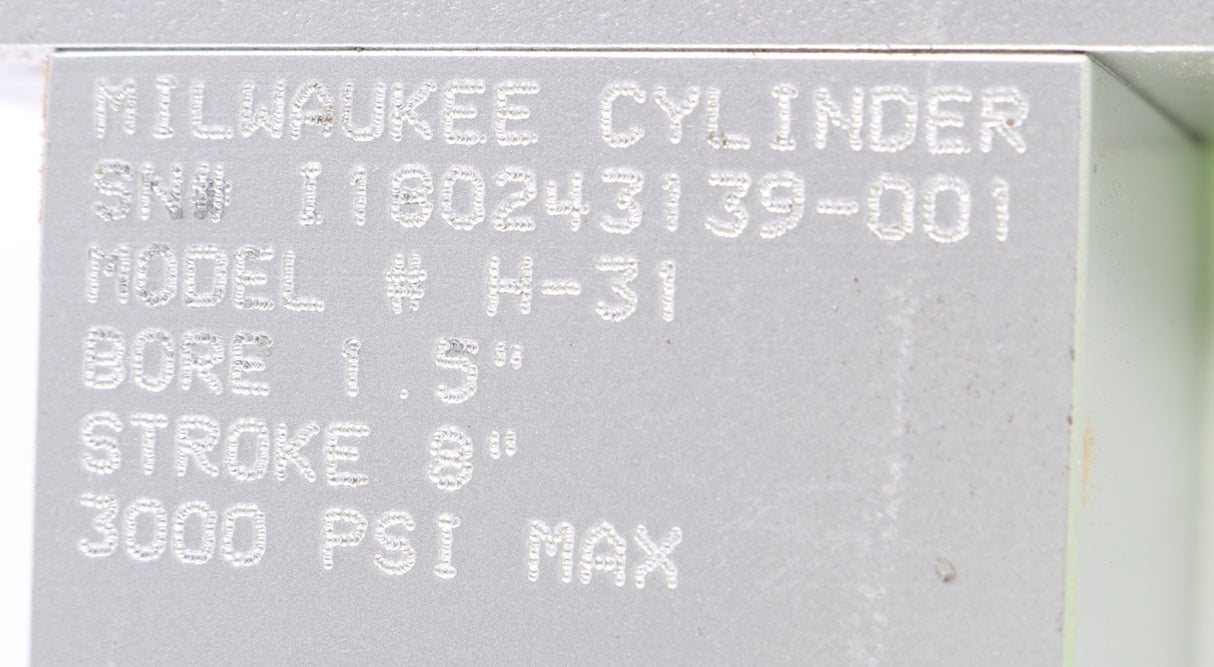 MILWAUKEE CYLINDER
SN# I180243139-001
MODEL # H-31
BORE 1.5"
STROKE 8"
3000 PSI MAX